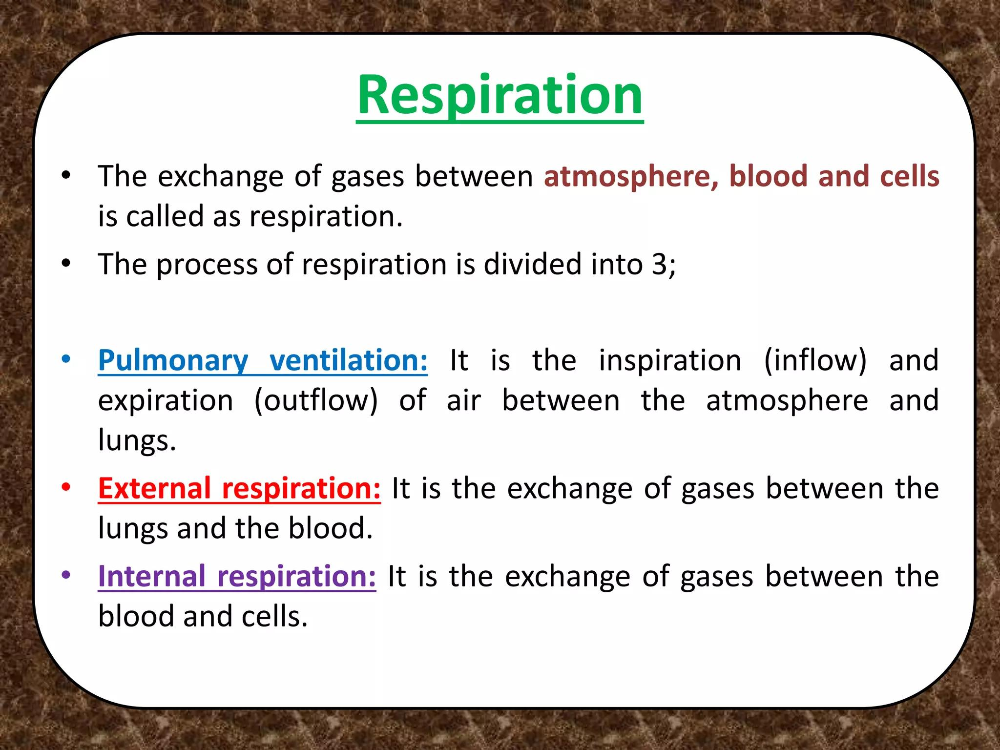 Respiration
• The exchange of gases between atmosphere, blood and cells
is called as respiration.
• The process of respiration is divided into 3;
• Pulmonary ventilation: It is the inspiration (inflow) and
expiration (outflow) of air between the atmosphere and
lungs.
• External respiration: It is the exchange of gases between the
lungs and the blood.
• Internal respiration: It is the exchange of gases between the
blood and cells.